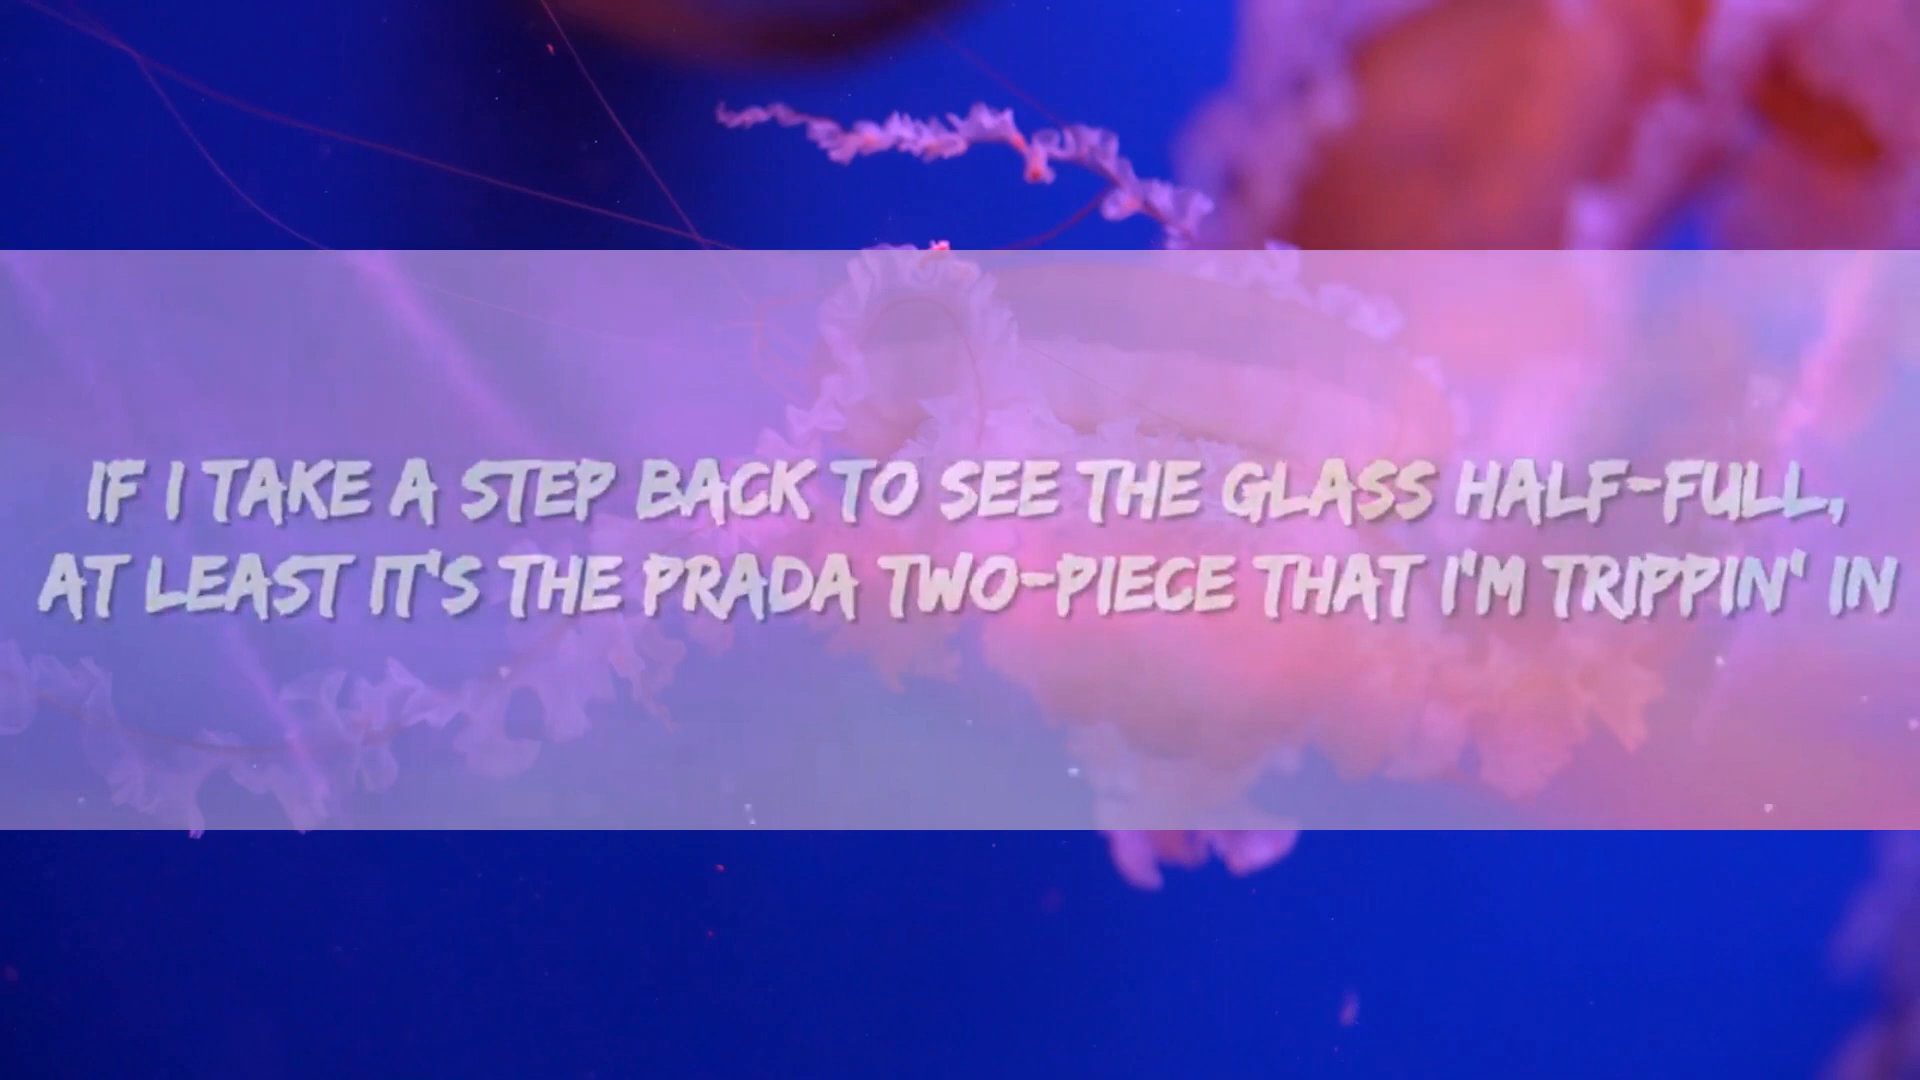 IF I TAKE A STEP BACK TO SEE THE GLASS HALF-FULL,
AT LEAST IT'S THE PRADA TWO-PIECE THAT I'M TRIPPIN' IN